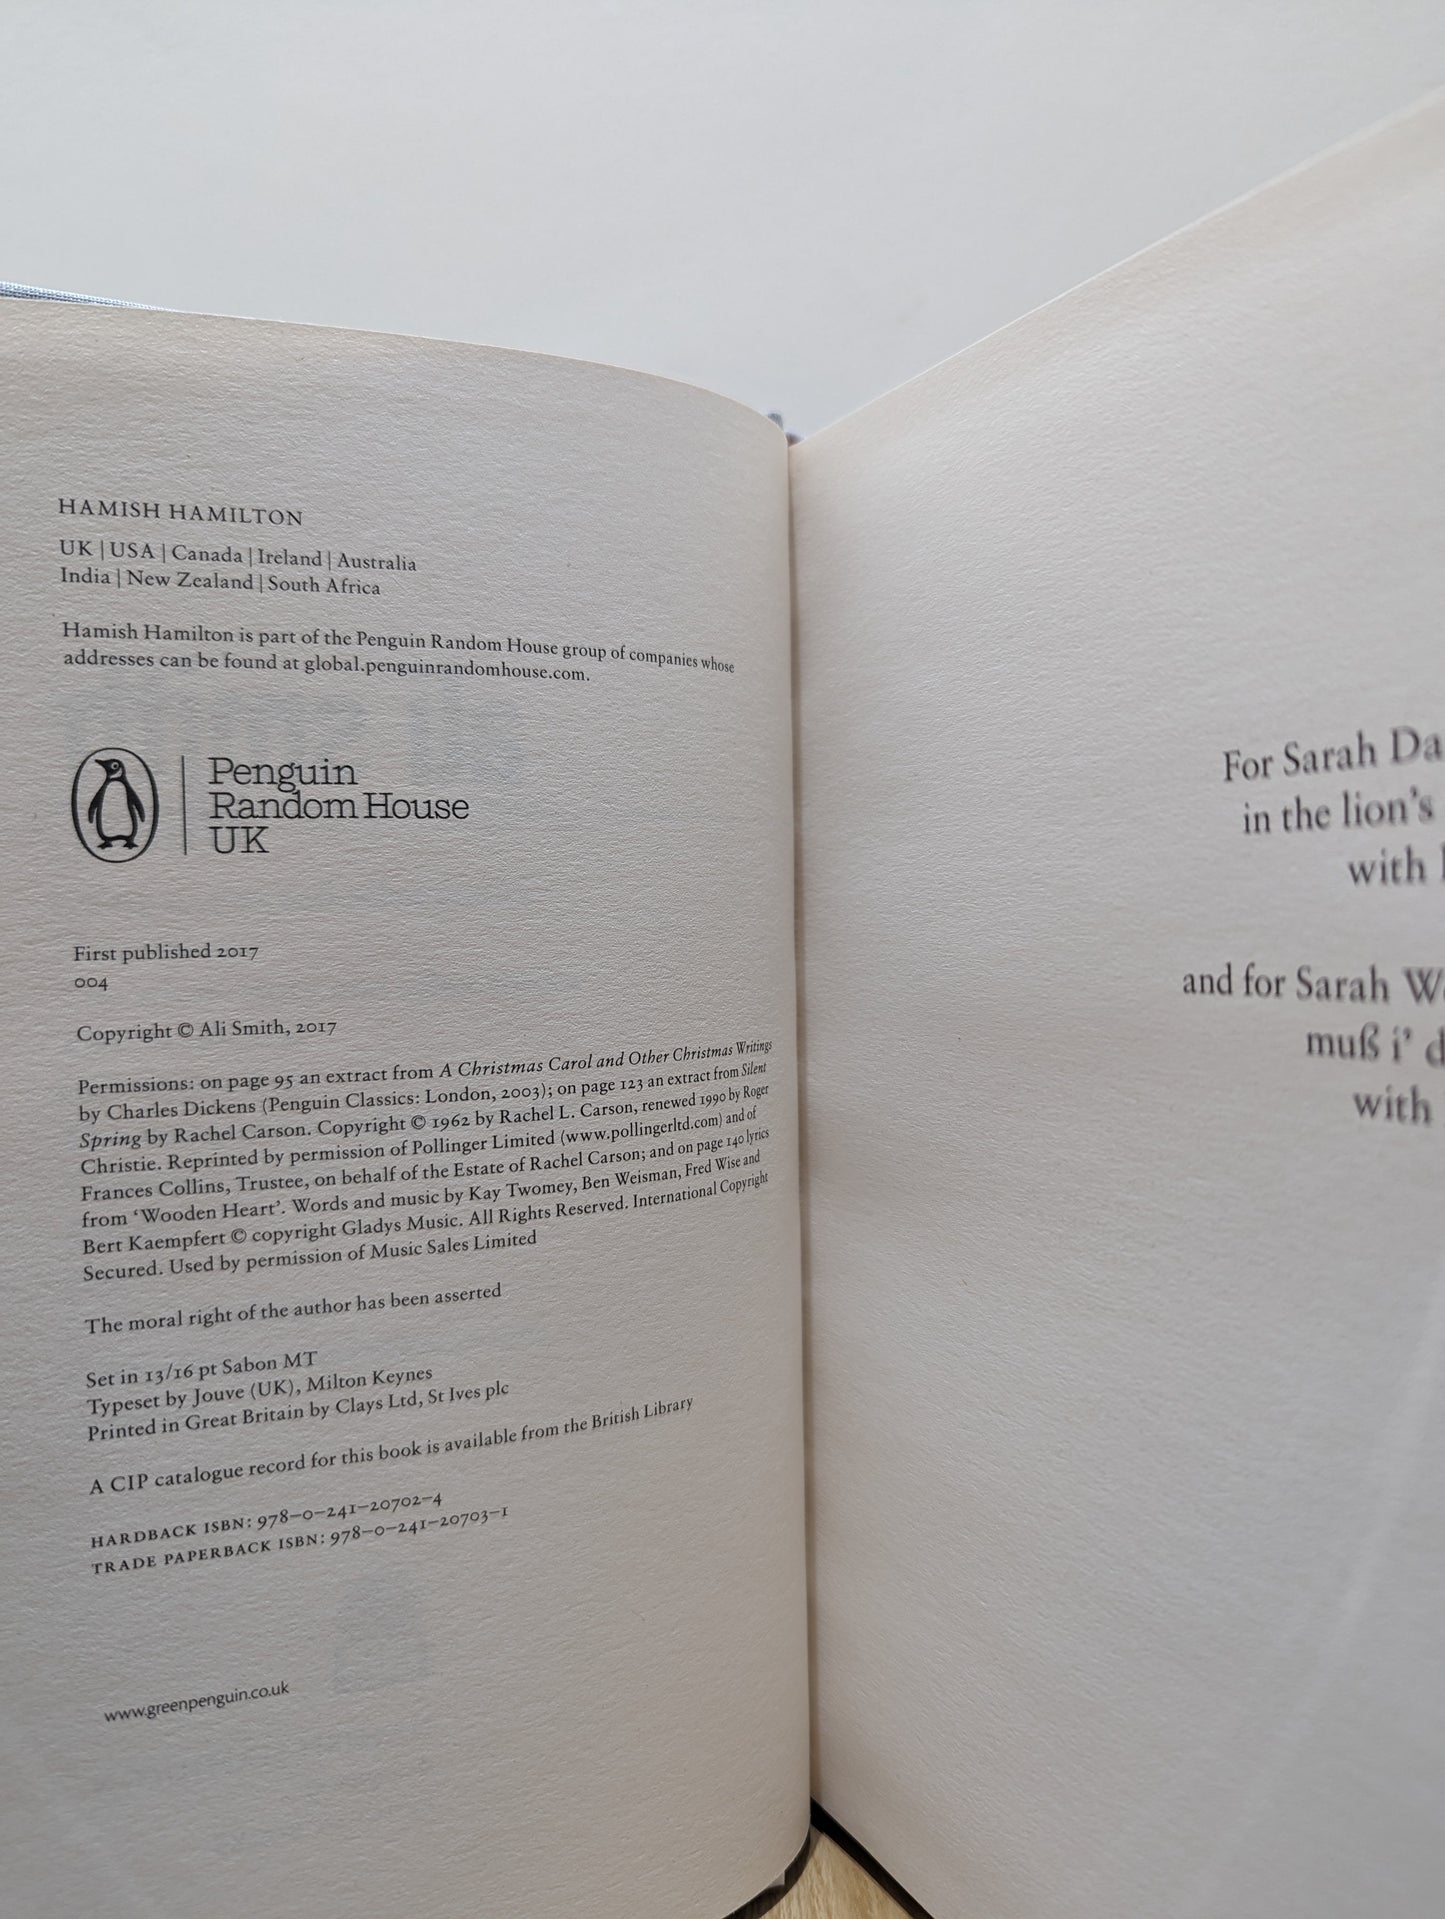 HAMISH HAMILTON
UK | USA | Canada | Ireland | Australia
India | New Zealand | South Africa
Hamish Hamilton is part of the Penguin Random House group of companies whose
addresses can be found at global.penguinrandomhouse.com.
Penguin
Random House
UK
First published 2017
004
Copyright © Ali Smith, 2017
Permissions: on page 95 an extract from A Christmas Carol and Other Christmas Writings
by Charles Dickens (Penguin Classics: London, 2003); on page 123 an extract from Silent
Spring by Rachel Carson. Copyright © 1962 by Rachel L. Carson, renewed 1990 by Roger
Christie. Reprinted by permission of Pollinger Limited (www.pollingerltd.com) and of
Frances Collins, Trustee, on behalf of the Estate of Rachel Carson; and on page 140 lyrics
from ‘Wooden Heart’. Words and music by Kay Twomey, Ben Weisman, Fred Wise and
Bert Kaempfert © copyright Gladys Music. All Rights Reserved. International Copyright
Secured. Used by permission of Music Sales Limited
The moral right of the author has been asserted
Set in 13/16 pt Sabon MT
Typeset by Jouve (UK), Milton Keynes
Printed in Great Britain by Clays Ltd, St Ives plc
A CIP catalogue record for this book is available from the British Library
HARDBACK ISBN: 978–0–241–20702–4
TRADE PAPERBACK ISBN: 978–0–241–20703–1
www.greenpenguin.co.uk
For Sarah Da
in the lion’s
with
and for Sarah W
muß i’ d
with